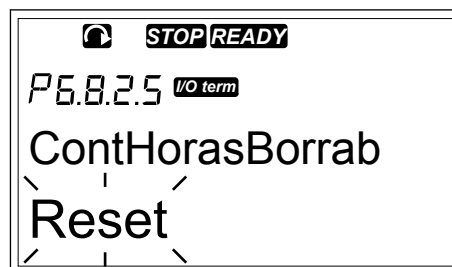 STOP READY
P6.8.2.5 I/O term
ContHorasBorrab
Reset